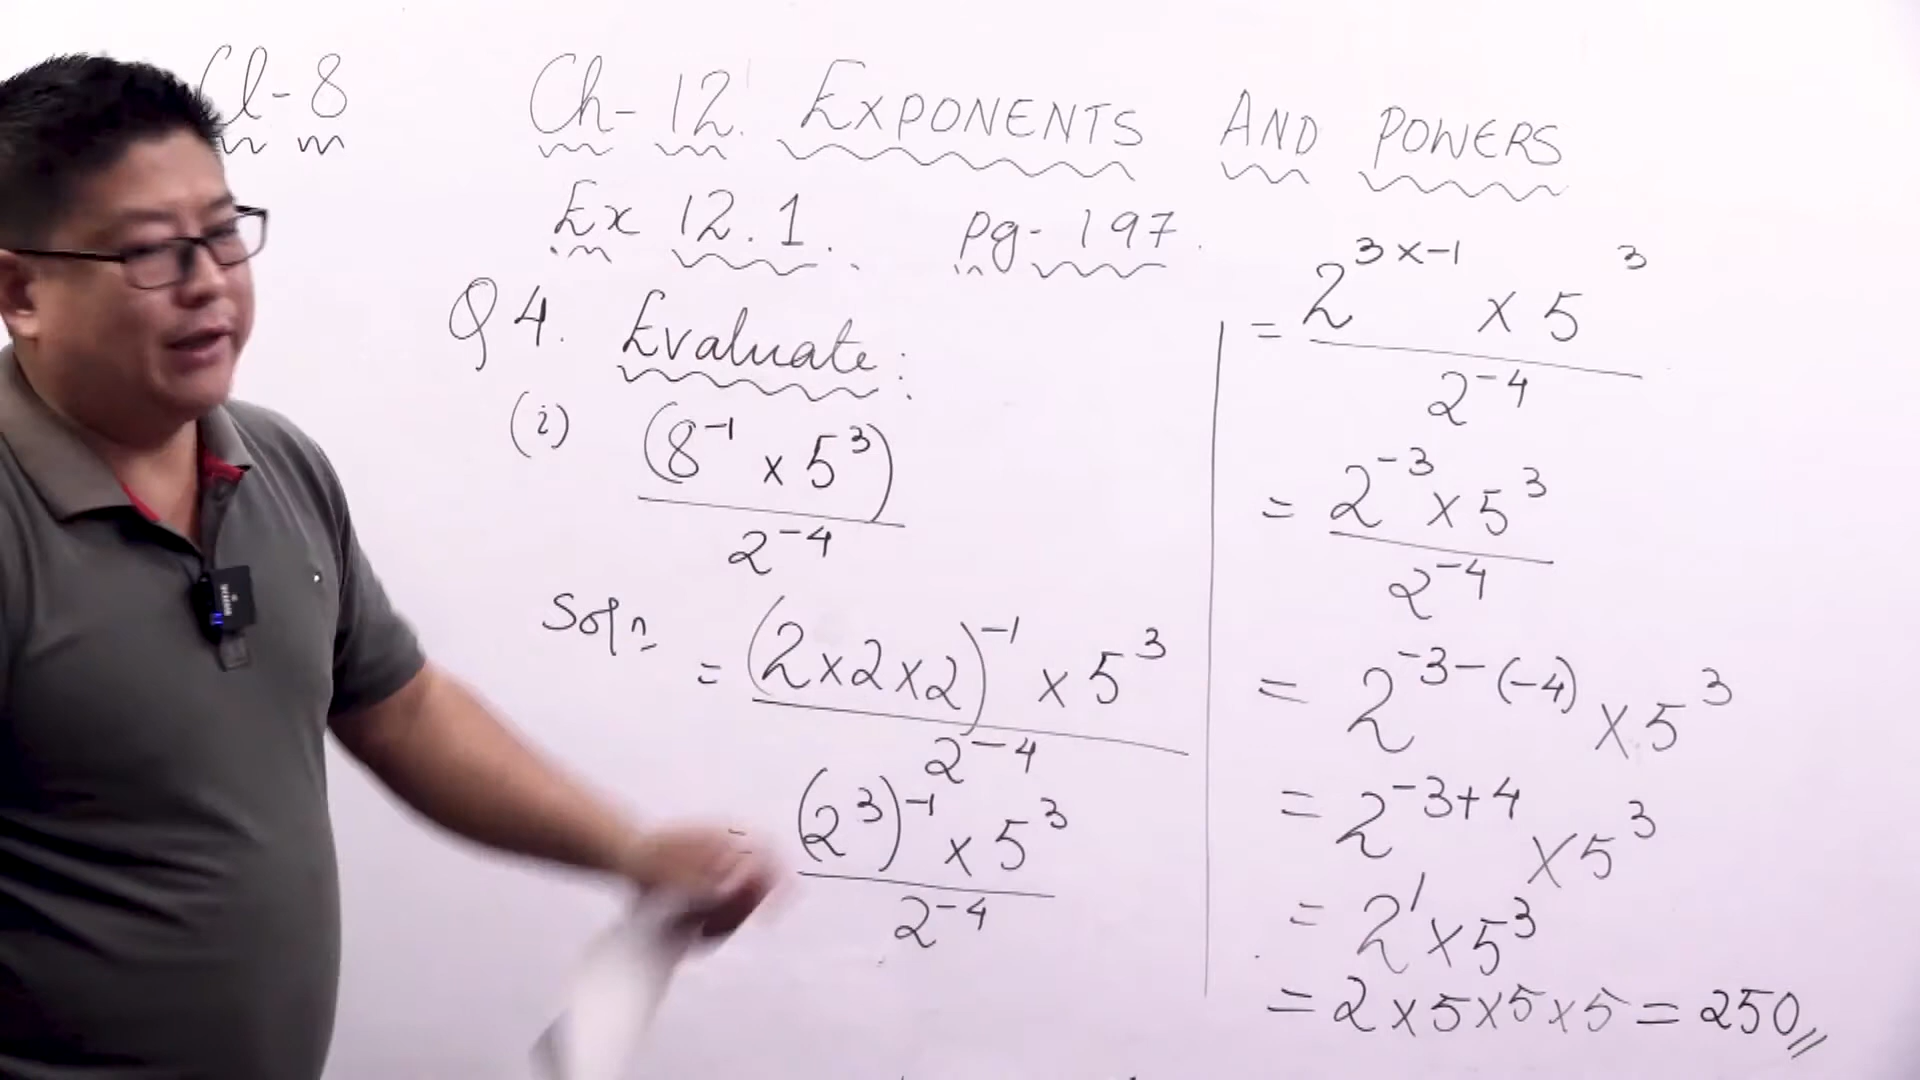 Cl-8 Ch-12. EXPONENTS AND POWERS
Ex 12.1. pg-197.
Q4. Evaluate:
(i) (8⁻¹ × 5³)
2⁻⁴
Soln
= (2×2×2)⁻¹ × 5³
2⁻⁴
= (2³)⁻¹ × 5³
2⁻⁴
= 2³ˣ⁻¹ × 5³
2⁻⁴
= 2⁻³ × 5³
2⁻⁴
= 2⁻³⁻⁽⁻⁴⁾ × 5³
= 2⁻³⁺⁴ × 5³
= 2¹ × 5³
= 2×5×5×5 = 250